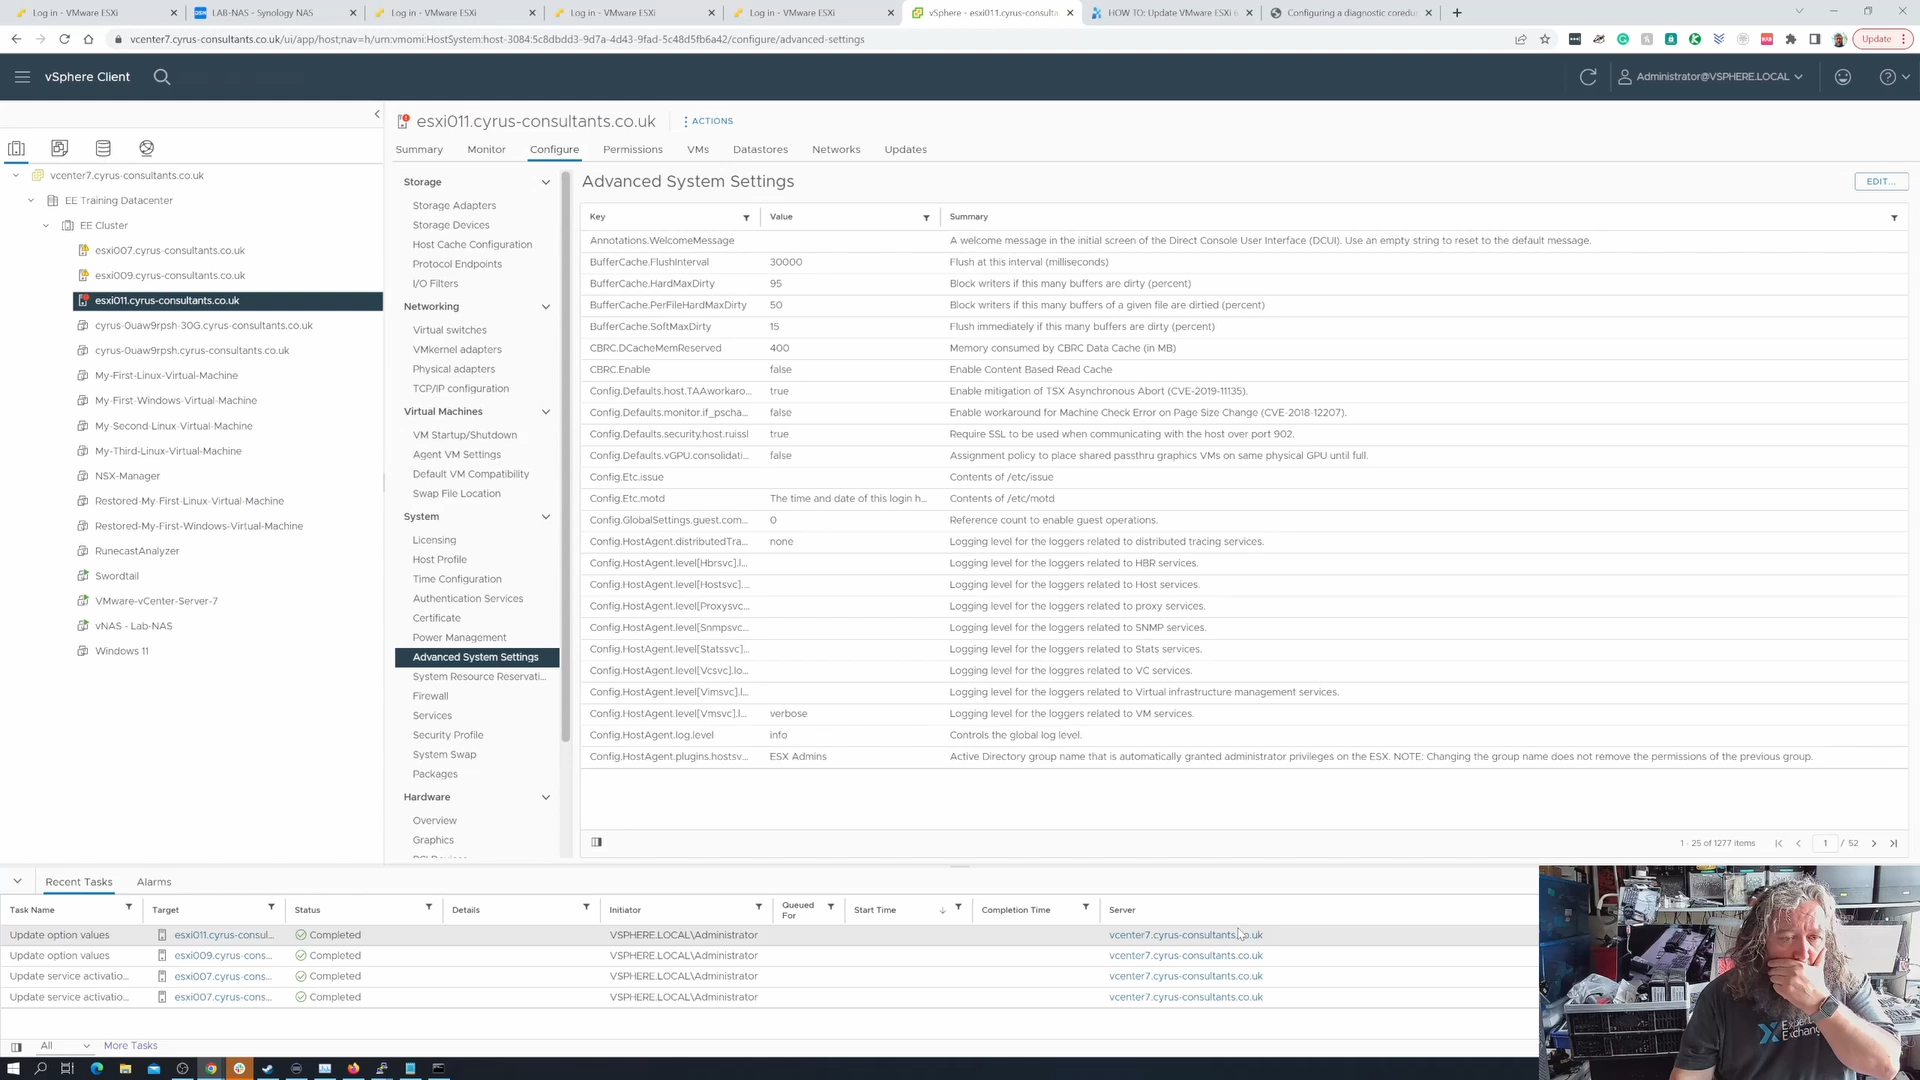 Log in - VMware ESXi
LAB-NAS - Synology NAS
Log in - VMware ESXi
Log in - VMware ESXi
Log in - VMware ESXi
vSphere - esxi011.cyrus-consulta
HOW TO: Update VMware ESXi 6
Configuring a diagnostic coredu
vcenter7.cyrus-consultants.co.uk/ui/app/host;nav=h/urn:vmomi:HostSystem:host-3084:5c8dbdd3-9d7a-4d43-9fad-5c48d5fb6a42/configure/advanced-settings
Update
vSphere Client
Administrator@VSPHERE.LOCAL
vcenter7.cyrus-consultants.co.uk
EE Training Datacenter
EE Cluster
esxi007.cyrus-consultants.co.uk
esxi009.cyrus-consultants.co.uk
esxi011.cyrus-consultants.co.uk
cyrus-0uaw9rpsh-30G.cyrus-consultants.co.uk
cyrus-0uaw9rpsh.cyrus-consultants.co.uk
My-First-Linux-Virtual-Machine
My-First-Windows-Virtual-Machine
My-Second-Linux-Virtual-Machine
My-Third-Linux-Virtual-Machine
NSX-Manager
Restored-My-First-Linux-Virtual-Machine
Restored-My-First-Windows-Virtual-Machine
RunecastAnalyzer
Swordtail
VMware-vCenter-Server-7
vNAS - Lab-NAS
Windows 11
esxi011.cyrus-consultants.co.uk
ACTIONS
Summary Monitor Configure Permissions VMs Datastores Networks Updates
Storage
Storage Adapters
Storage Devices
Host Cache Configuration
Protocol Endpoints
I/O Filters
Networking
Virtual switches
VMkernel adapters
Physical adapters
TCP/IP configuration
Virtual Machines
VM Startup/Shutdown
Agent VM Settings
Default VM Compatibility
Swap File Location
System
Licensing
Host Profile
Time Configuration
Authentication Services
Certificate
Power Management
Advanced System Settings
System Resource Reservati...
Firewall
Services
Security Profile
System Swap
Packages
Hardware
Overview
Graphics
Advanced System Settings
EDIT...
Key Value Summary
Annotations.WelcomeMessage A welcome message in the initial screen of the Direct Console User Interface (DCUI). Use an empty string to reset to the default message.
BufferCache.FlushInterval 30000 Flush at this interval (milliseconds)
BufferCache.HardMaxDirty 95 Block writers if this many buffers are dirty (percent)
BufferCache.PerFileHardMaxDirty 50 Block writers if this many buffers of a given file are dirtied (percent)
BufferCache.SoftMaxDirty 15 Flush immediately if this many buffers are dirty (percent)
CBRC.DCacheMemReserved 400 Memory consumed by CBRC Data Cache (in MB)
CBRC.Enable false Enable Content Based Read Cache
Config.Defaults.host.TAAworkaro... true Enable mitigation of TSX Asynchronous Abort (CVE-2019-11135).
Config.Defaults.monitor.if_pscha... false Enable workaround for Machine Check Error on Page Size Change (CVE-2018-12207).
Config.Defaults.security.host.ruissl true Require SSL to be used when communicating with the host over port 902.
Config.Defaults.vGPU.consolidati... false Assignment policy to place shared passthru graphics VMs on same physical GPU until full.
Config.Etc.issue Contents of /etc/issue
Config.Etc.motd The time and date of this login h... Contents of /etc/motd
Config.GlobalSettings.guest.com... 0 Reference count to enable guest operations.
Config.HostAgent.distributedTra... none Logging level for the loggers related to distributed tracing services.
Config.HostAgent.level[Hbrsvc].l... Logging level for the loggers related to HBR services.
Config.HostAgent.level[Hostsvc].... Logging level for the loggers related to Host services.
Config.HostAgent.level[Proxysvc... Logging level for the loggers related to proxy services.
Config.HostAgent.level[Snmpsvc... Logging level for the loggers related to SNMP services.
Config.HostAgent.level[Statssvc]... Logging level for the loggers related to Stats services.
Config.HostAgent.level[Vcsvc].lo... Logging level for the loggers related to VC services.
Config.HostAgent.level[Vimsvc].l... Logging level for the loggers related to Virtual infrastructure management services.
Config.HostAgent.level[Vmsvc].l... verbose Logging level for the loggers related to VM services.
Config.HostAgent.log.level info Controls the global log level.
Config.HostAgent.plugins.hostsv... ESX Admins Active Directory group name that is automatically granted administrator privileges on the ESX. NOTE: Changing the group name does not remove the permissions of the previous group.
1 - 25 of 1277 items 1 / 52
Recent Tasks Alarms
Task Name Target Status Details Initiator Queued For Start Time Completion Time Server
Update option values esxi011.cyrus-consul... Completed VSPHERE.LOCAL\Administrator vcenter7.cyrus-consultants.co.uk
Update option values esxi009.cyrus-cons... Completed VSPHERE.LOCAL\Administrator vcenter7.cyrus-consultants.co.uk
Update service activatio... esxi007.cyrus-cons... Completed VSPHERE.LOCAL\Administrator vcenter7.cyrus-consultants.co.uk
Update service activatio... esxi007.cyrus-cons... Completed VSPHERE.LOCAL\Administrator vcenter7.cyrus-consultants.co.uk
All More Tasks